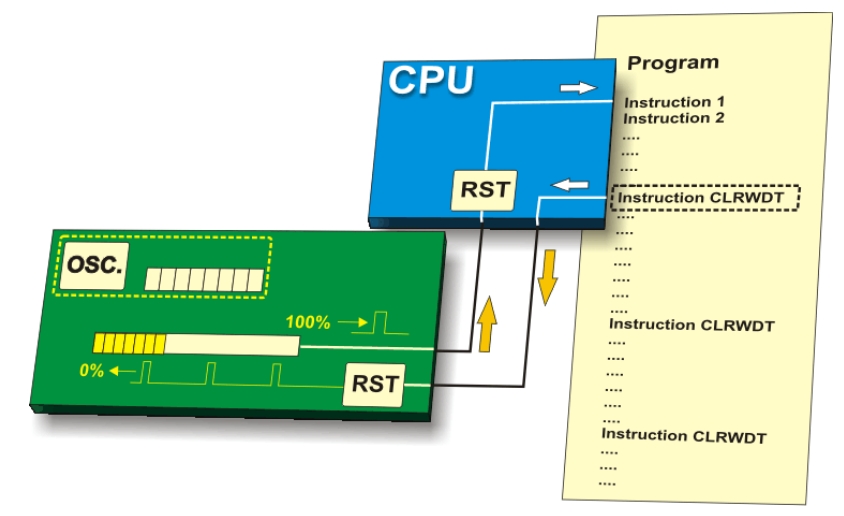 CPU
RST
OSC.
100%
0%
RST
Program
Instruction 1
Instruction 2
....
....
....
....
Instruction CLRWDT
....
....
....
....
....
....
....
Instruction CLRWDT
....
....
....
....
....
....
Instruction CLRWDT
....
....
....